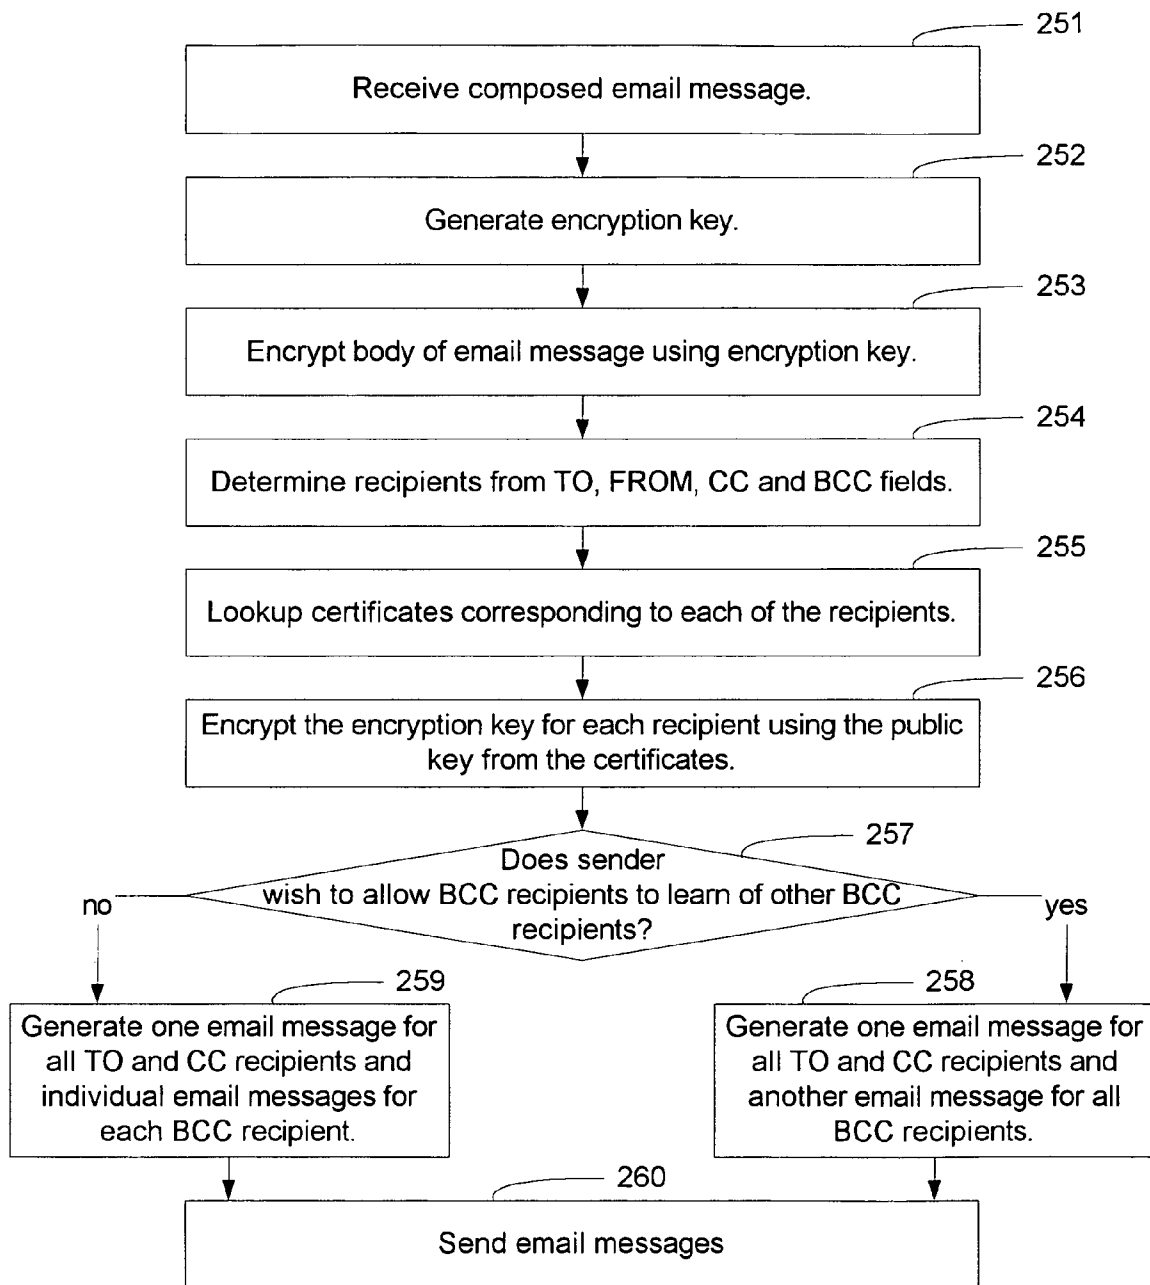 251
Receive composed email message.
252
Generate encryption key.
253
Encrypt body of email message using encryption key.
254
Determine recipients from TO, FROM, CC and BCC fields.
255
Lookup certificates corresponding to each of the recipients.
256
Encrypt the encryption key for each recipient using the public
key from the certificates.
257
Does sender
wish to allow BCC recipients to learn of other BCC
recipients?
no
yes
259
Generate one email message for
all TO and CC recipients and
individual email messages for
each BCC recipient.
258
Generate one email message for
all TO and CC recipients and
another email message for all
BCC recipients.
260
Send email messages